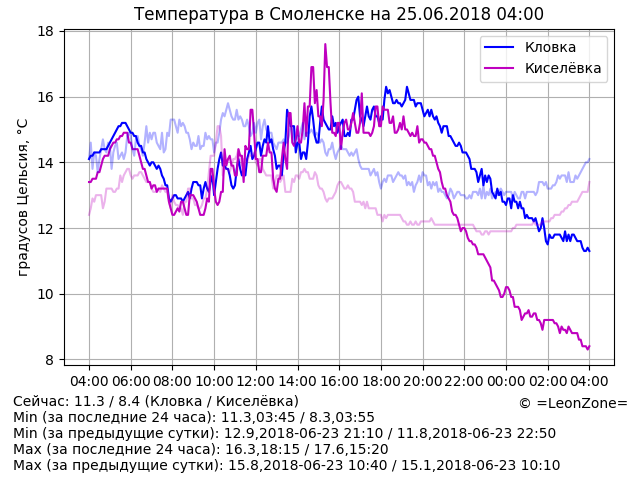 Температура в Смоленске на 25.06.2018 04:00
Кловка
Киселёвка
градусов Цельсия, °C
18
16
14
12
10
8
04:00 06:00 08:00 10:00 12:00 14:00 16:00 18:00 20:00 22:00 00:00 02:00 04:00
Сейчас: 11.3 / 8.4 (Кловка / Киселёвка)
© =LeonZone=
Min (за последние 24 часа): 11.3,03:45 / 8.3,03:55
Min (за предыдущие сутки): 12.9,2018-06-23 21:10 / 11.8,2018-06-23 22:50
Max (за последние 24 часа): 16.3,18:15 / 17.6,15:20
Max (за предыдущие сутки): 15.8,2018-06-23 10:40 / 15.1,2018-06-23 10:10